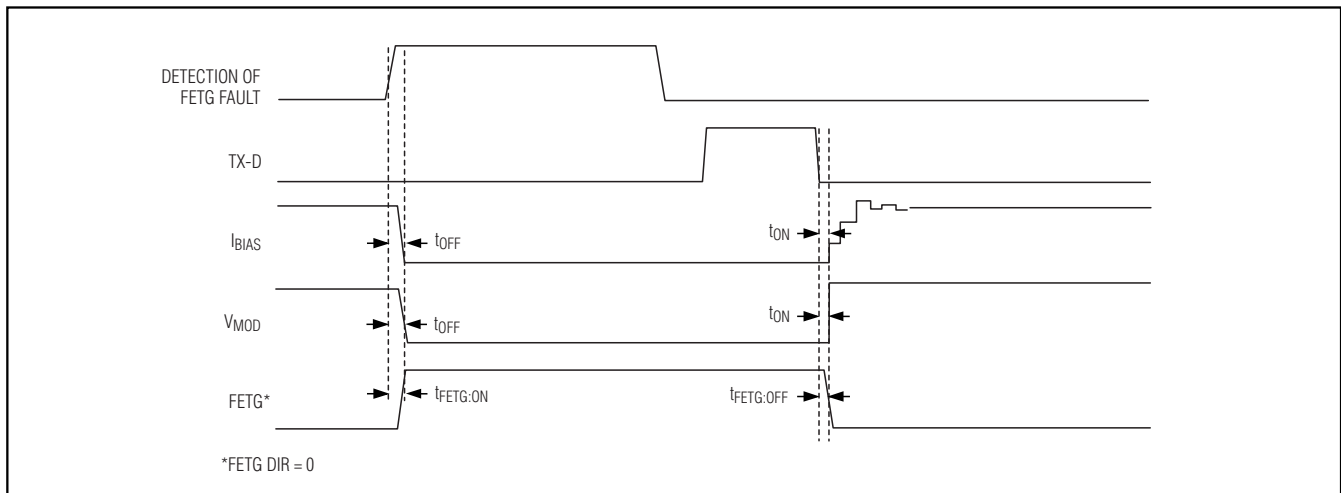 DETECTION OF
FETG FAULT
TX-D
IBIAS
tOFF
tON
VMOD
tOFF
tON
FETG*
tFETG:ON
tFETG:OFF
*FETG DIR = 0